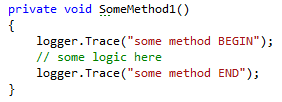 private void SomeMethod1()
{
    logger.Trace("some method BEGIN");
    // some logic here
    logger.Trace("some method END");
}